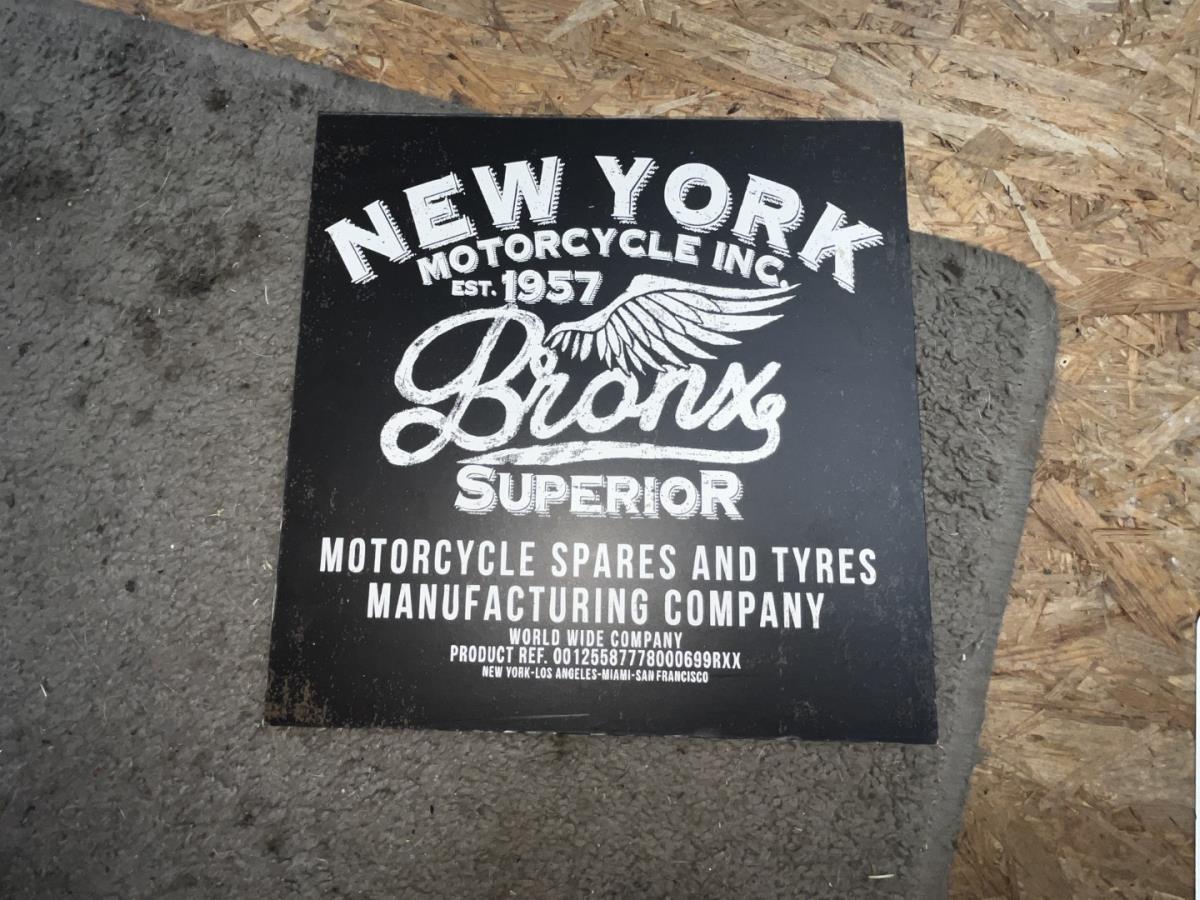 NEW YORK
MOTORCYCLE INC.
EST. 1957
Bronx
SUPERIOR
MOTORCYCLE SPARES AND TYRES
MANUFACTURING COMPANY
WORLD WIDE COMPANY
PRODUCT REF. 00125587778000699RXX
NEW YORK-LOS ANGELES-MIAMI-SAN FRANCISCO